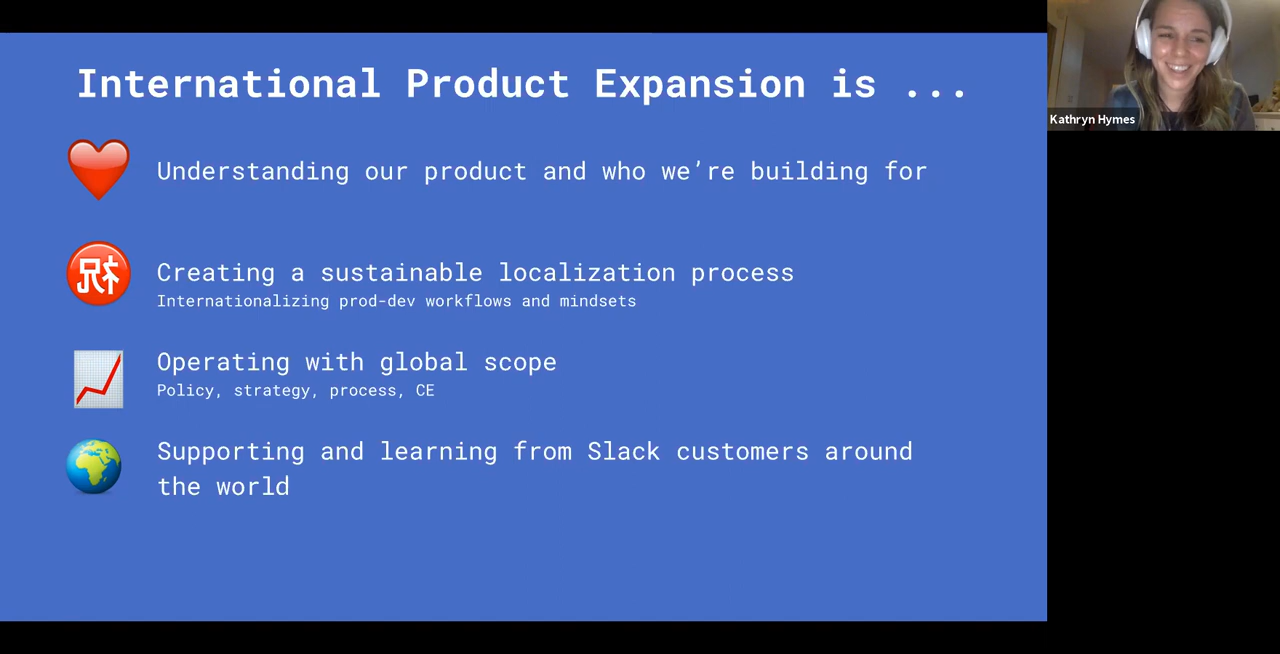 International Product Expansion is ...
Kathryn Hymes
Understanding our product and who we’re building for
Creating a sustainable localization process
Internationalizing prod-dev workflows and mindsets
Operating with global scope
Policy, strategy, process, CE
Supporting and learning from Slack customers around
the world